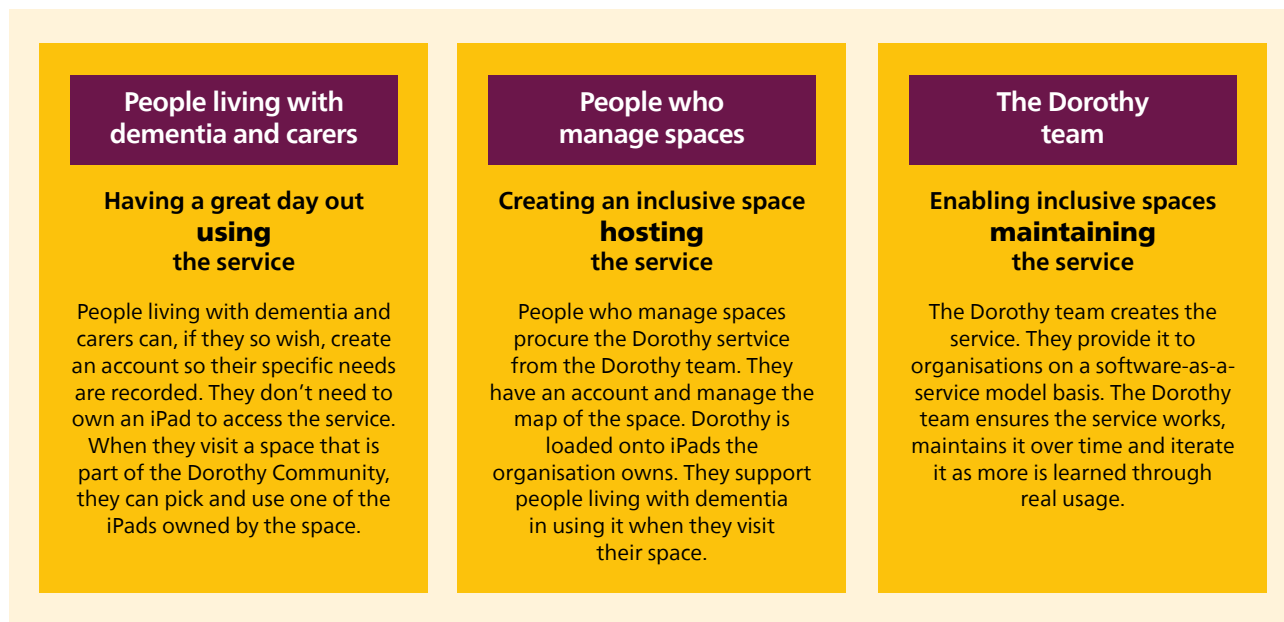 People living with
dementia and carers
Having a great day out
using
the service
People living with dementia and
carers can, if they so wish, create
an account so their specific needs
are recorded. They don’t need to
own an iPad to access the service.
When they visit a space that is
part of the Dorothy Community,
they can pick and use one of the
iPads owned by the space.
People who
manage spaces
Creating an inclusive space
hosting
the service
People who manage spaces
procure the Dorothy sertvice
from the Dorothy team. They
have an account and manage the
map of the space. Dorothy is
loaded onto iPads the
organisation owns. They support
people living with dementia
in using it when they visit
their space.
The Dorothy
team
Enabling inclusive spaces
maintaining
the service
The Dorothy team creates the
service. They provide it to
organisations on a software-as-a-
service model basis. The Dorothy
team ensures the service works,
maintains it over time and iterate
it as more is learned through
real usage.